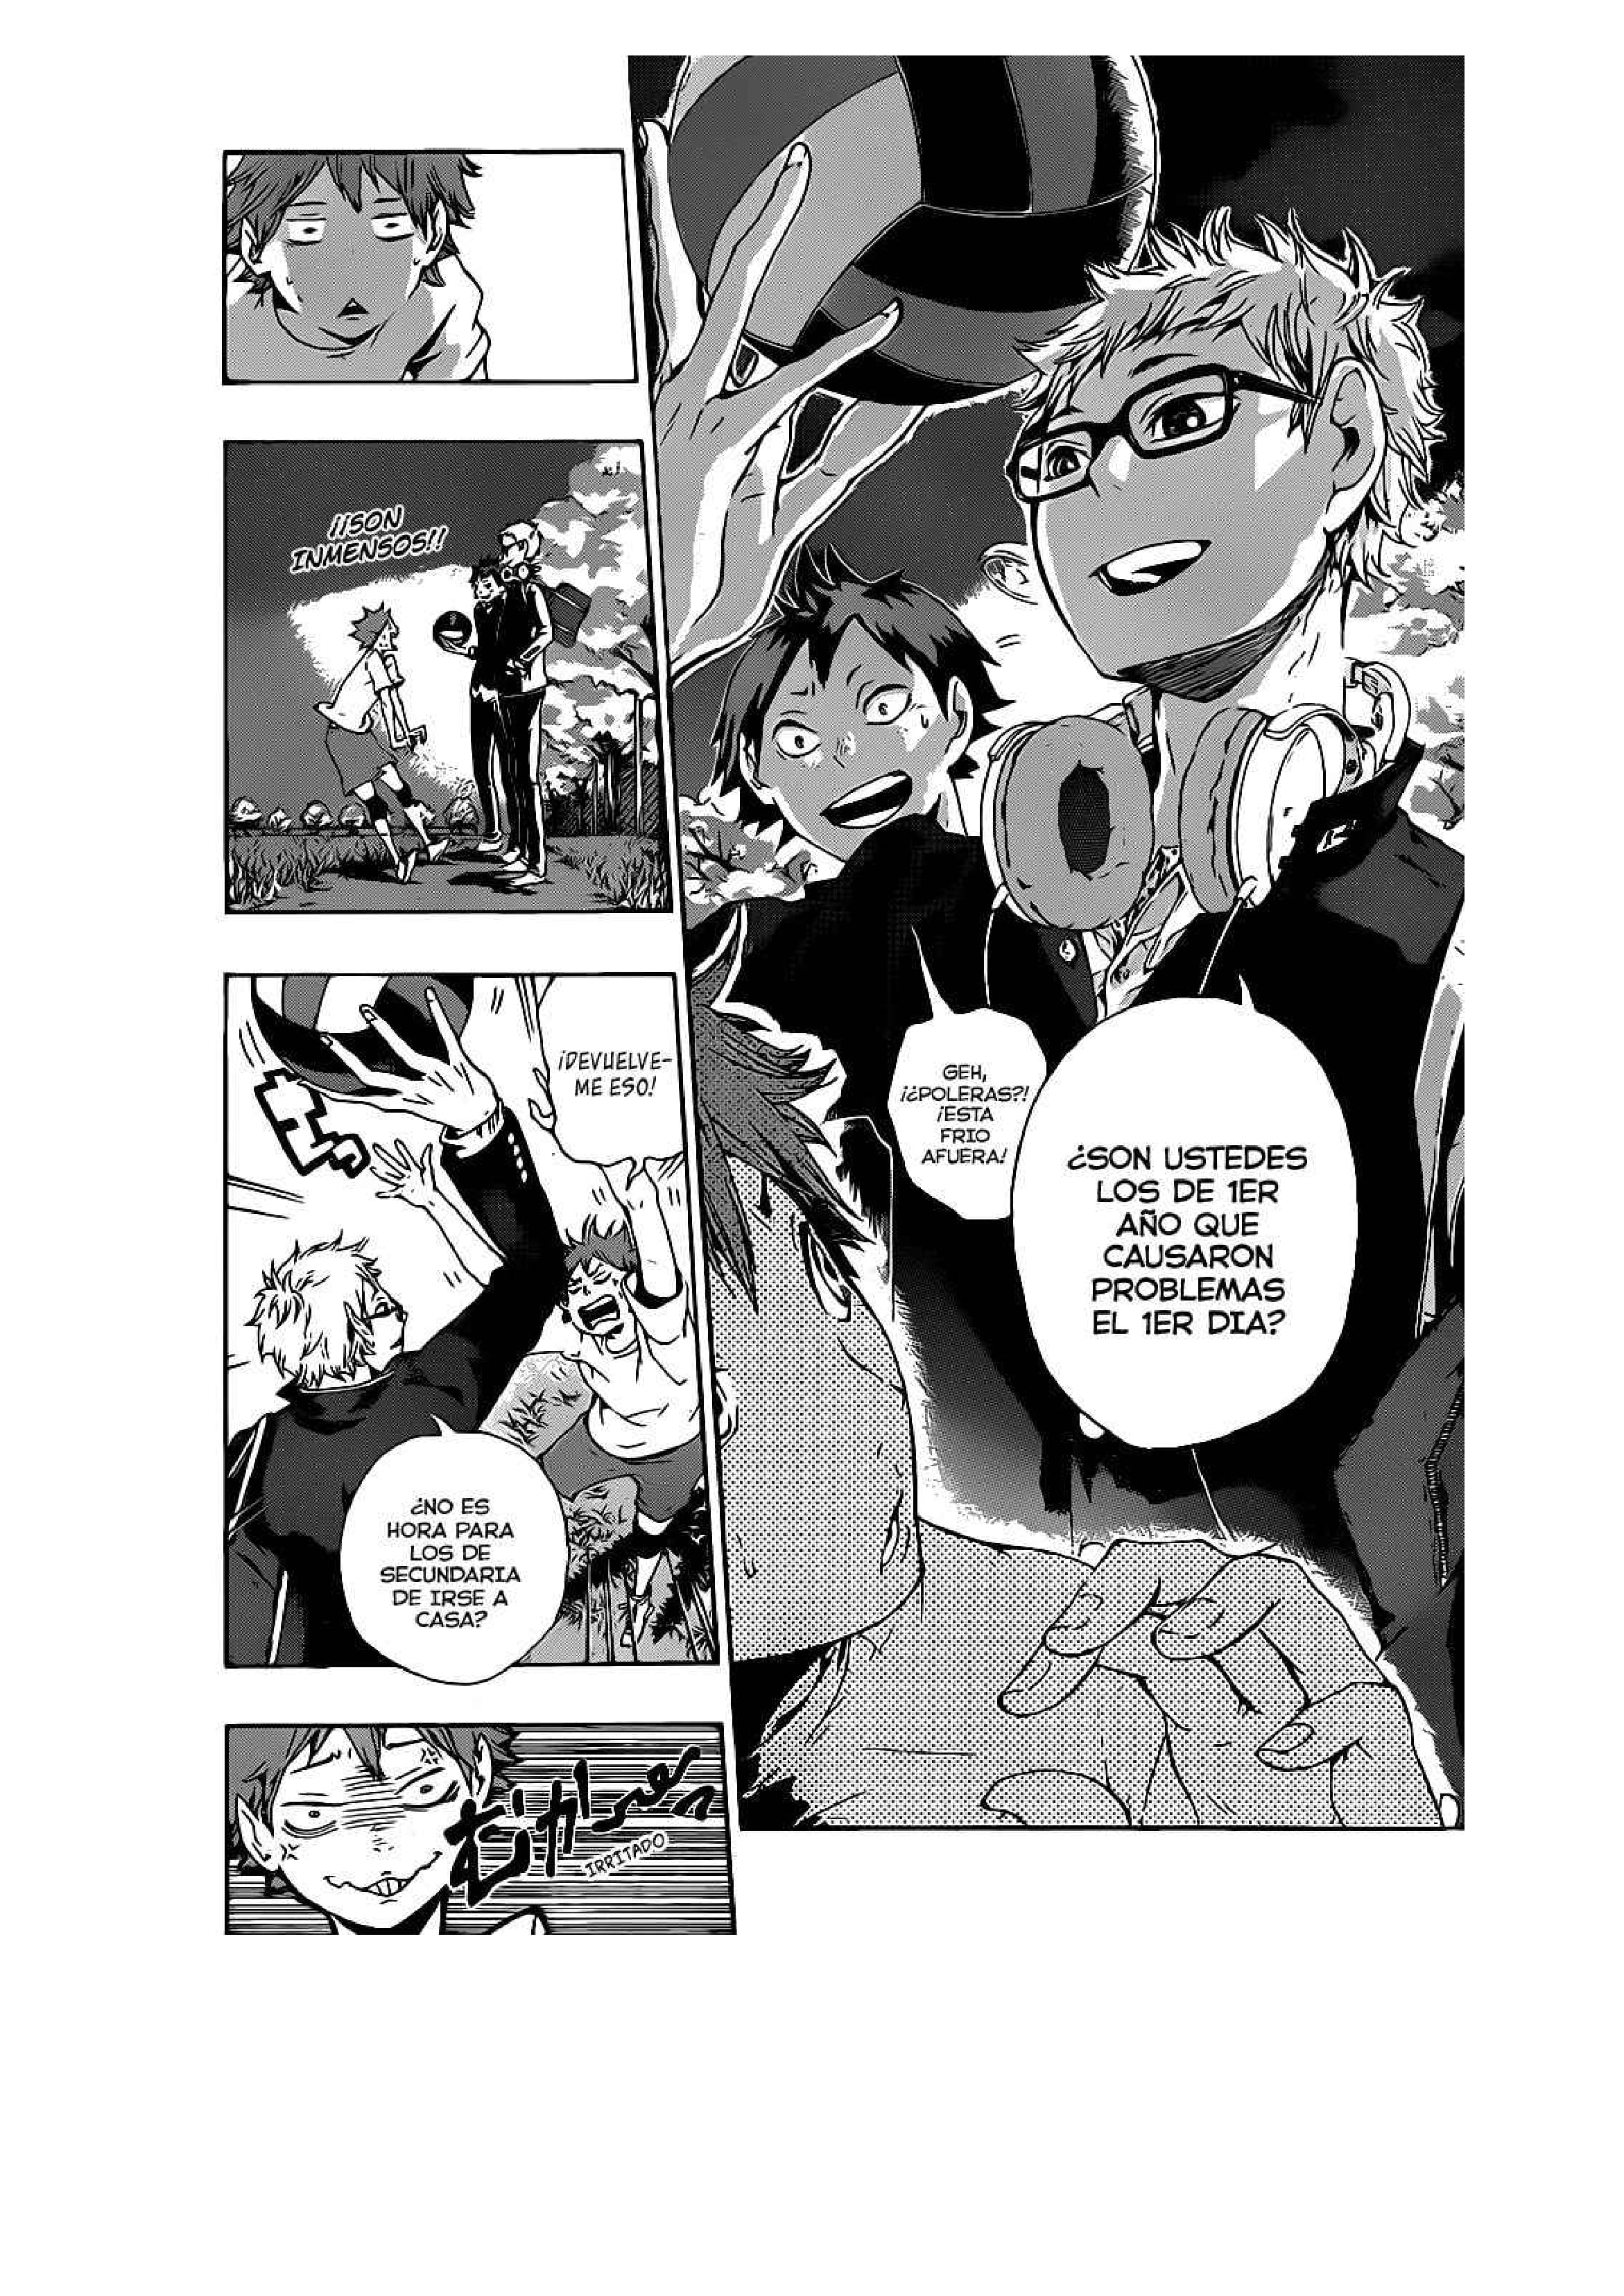 ¿SON USTEDES
LOS DE 1ER
AÑO QUE
CAUSARON
PROBLEMAS
EL 1ER DIA?
GEH,
¡¿POLERAS?!
¡ESTA
FRIO
AFUERA!
¡¡SON
INMENSOS!!
¡DEVUELVE-
ME ESO!
¿NO ES
HORA PARA
LOS DE
SECUNDARIA
DE IRSE A
CASA?
IRRITADO